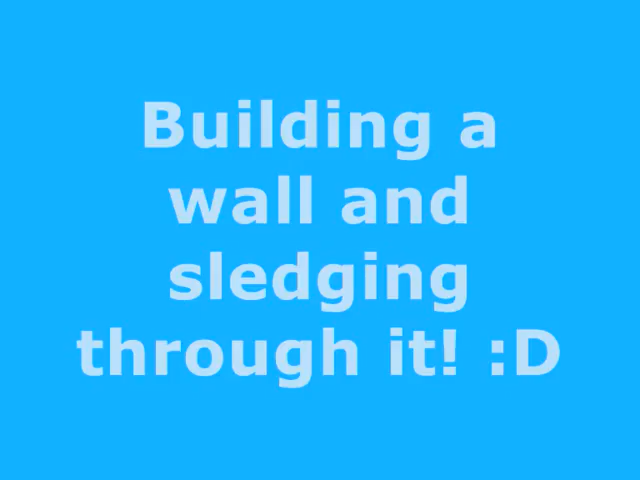 Building a
wall and
sledging
through it! :D